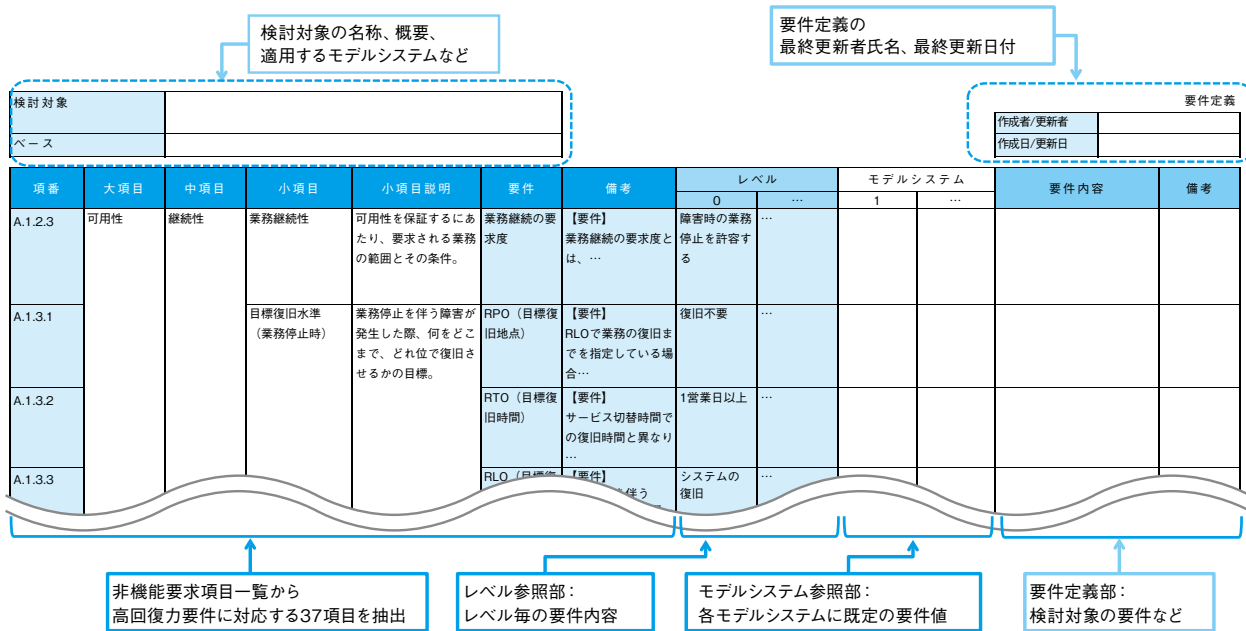 検討対象の名称、概要、
適用するモデルシステムなど
要件定義の
最終更新者氏名、最終更新日付
検討対象
ベース
要件定義
作成者/更新者
作成日/更新日
項番 大項目 中項目 小項目 小項目説明 要件 備考 レベル モデルシステム 要件内容 備考
0 … 1 …
A.1.2.3 可用性 継続性 業務継続性 可用性を保証するにあ 業務継続の要 【要件】 障害時の業務 …
たり、要求される業務 求度 業務継続の要求度と 停止を許容す
の範囲とその条件。 は、… る
A.1.3.1 目標復旧水準 業務停止を伴う障害が RPO（目標復 【要件】 復旧不要 …
（業務停止時） 発生した際、何をどこ 旧地点） RLOで業務の復旧ま
まで、どれ位で復旧さ でを指定している場
せるかの目標。 合…
A.1.3.2 RTO（目標復 【要件】 1営業日以上 …
旧時間） サービス切替時間で
の復旧時間と異なり
…
A.1.3.3 RLO（目標復 【要件】 システムの …
伴う 復旧
非機能要求項目一覧から
高回復力要件に対応する37項目を抽出
レベル参照部：
レベル毎の要件内容
モデルシステム参照部：
各モデルシステムに既定の要件値
要件定義部：
検討対象の要件など